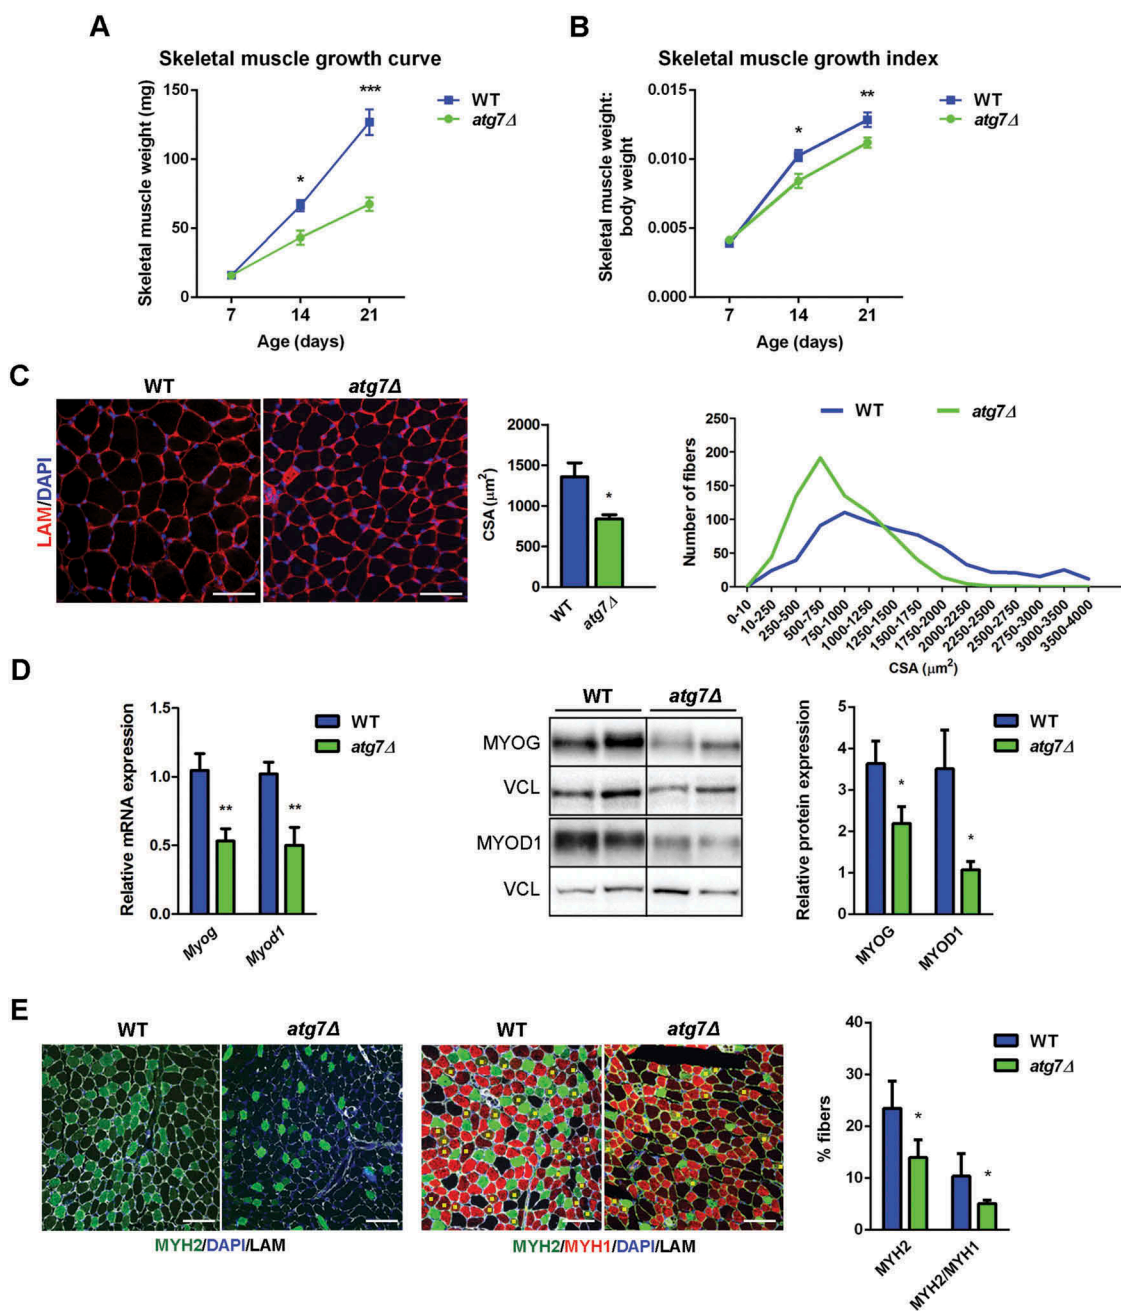 A
Skeletal muscle growth curve
Skeletal muscle weight (mg)
150
100
50
0
7 14 21
Age (days)
* ***
WT
atg7Δ
B
Skeletal muscle growth index
Skeletal muscle weight:
body weight
0.015
0.010
0.005
0.000
7 14 21
Age (days)
* **
WT
atg7Δ
C
WT atg7Δ
LAM/DAPI
CSA (μm²)
2000
1500
1000
500
0
*
WT atg7Δ
WT atg7Δ
Number of fibers
250
200
150
100
50
0
0-10
10-250
250-500
500-750
750-1000
1000-1250
1250-1500
1500-1750
1750-2000
2000-2250
2250-2500
2500-2750
2750-3000
3000-3500
3500-4000
CSA (μm²)
D
Relative mRNA expression
1.5
1.0
0.5
0.0
** **
Myog Myod1
WT
atg7Δ
WT atg7Δ
MYOG
VCL
MYOD1
VCL
Relative protein expression
5
4
3
2
1
0
* *
MYOG MYOD1
WT
atg7Δ
E
WT atg7Δ
MYH2/DAPI/LAM
WT atg7Δ
MYH2/MYH1/DAPI/LAM
% fibers
40
30
20
10
0
* *
MYH2 MYH2/MYH1
WT
atg7Δ